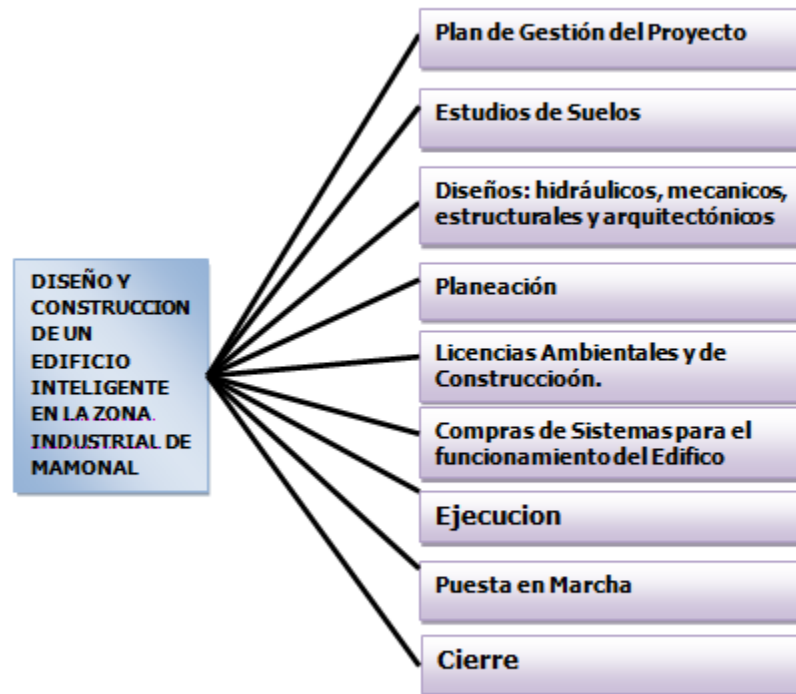 Plan de Gestión del Proyecto
Estudios de Suelos
Diseños: hidráulicos, mecanicos,
estructurales y arquitectónicos
DISEÑO Y
CONSTRUCCION
DE UN
EDIFICIO
INTELIGENTE
EN LA ZONA.
INDUSTRIAL DE
MAMONAL
Planeación
Licencias Ambientales y de
Construccioón.
Compras de Sistemas para el
funcionamiento del Edifico
Ejecucion
Puesta en Marcha
Cierre